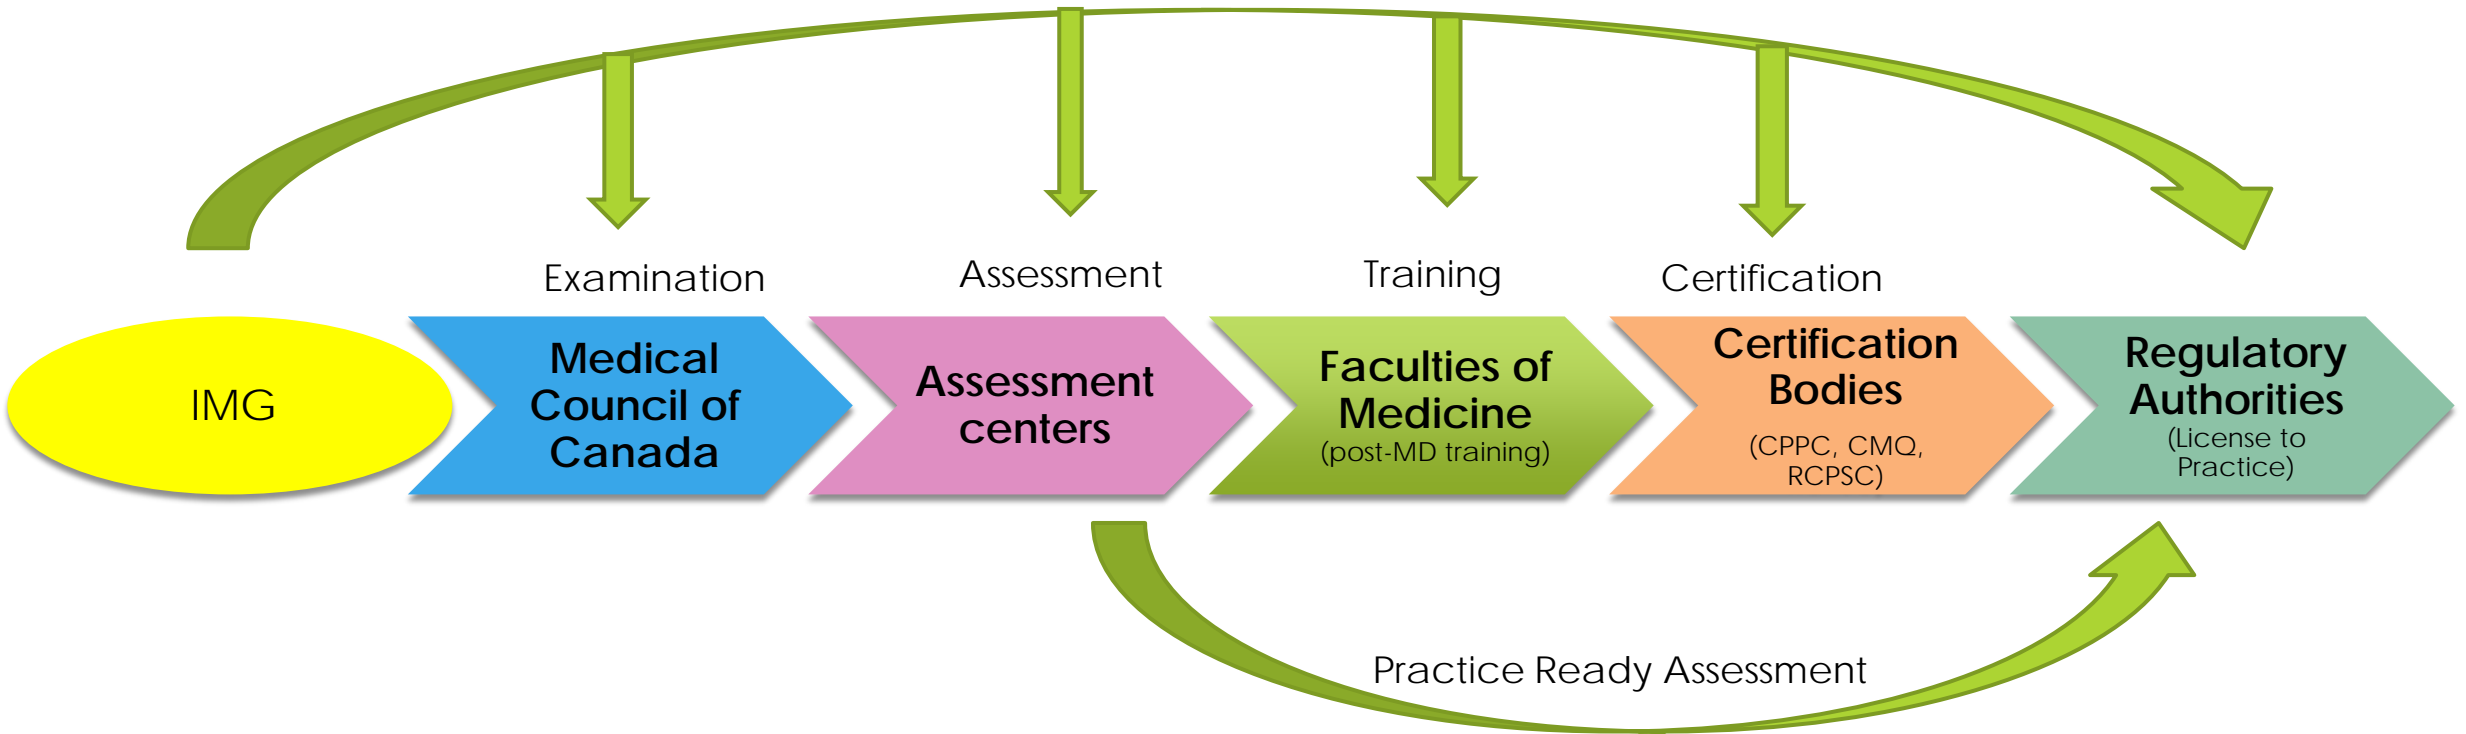 Examination
Assessment
Training
Certification
IMG
Medical
Council of
Canada
Assessment
centers
Faculties of
Medicine
(post-MD training)
Certification
Bodies
(CPPC, CMQ,
RCPSC)
Regulatory
Authorities
(License to
Practice)
Practice Ready Assessment